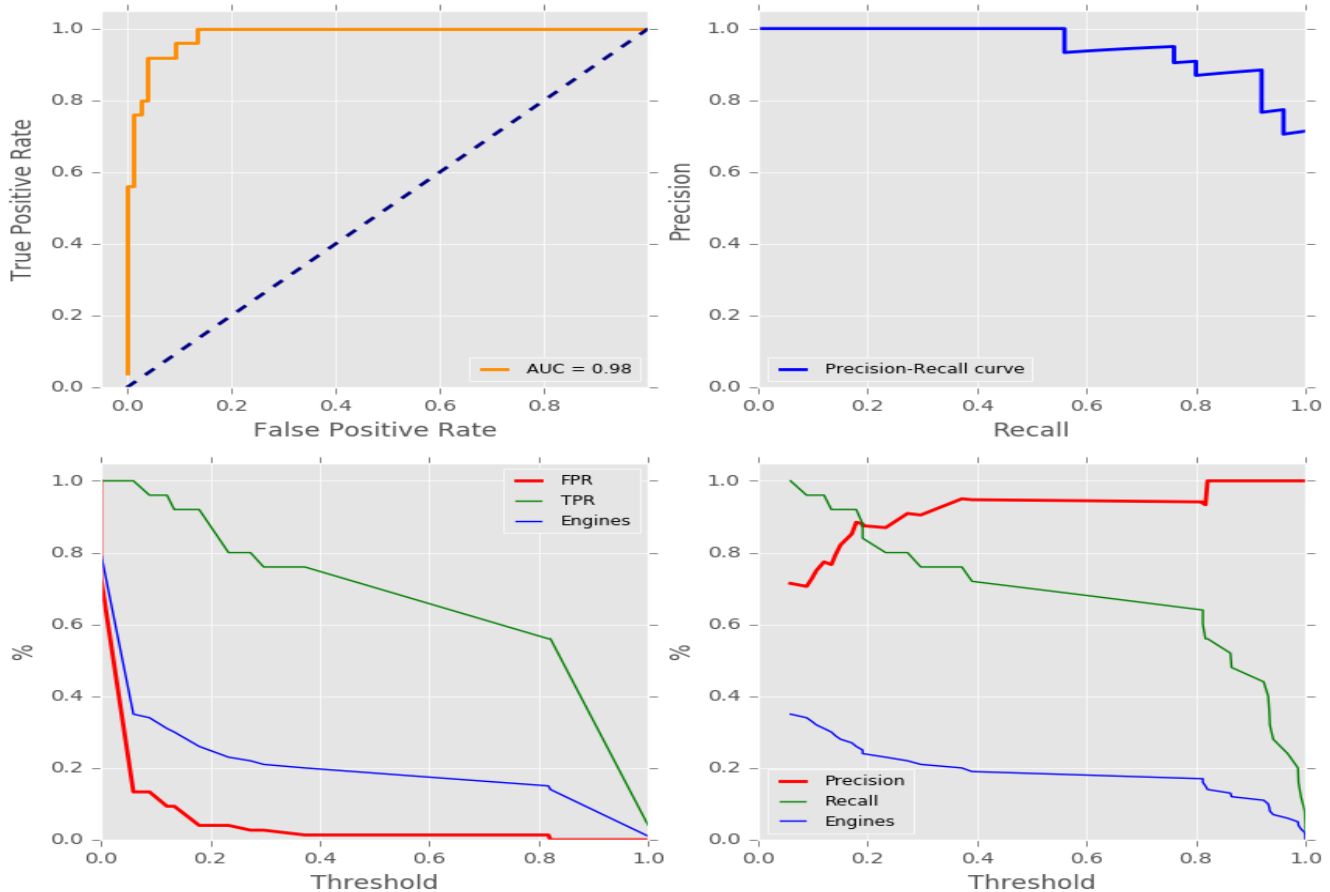 1.0
0.8
0.6
0.4
0.2
0.0
True Positive Rate
0.0 0.2 0.4 0.6 0.8
False Positive Rate
AUC = 0.98
1.0
0.8
0.6
0.4
0.2
0.0
Precision
0.0 0.2 0.4 0.6 0.8 1.0
Recall
Precision-Recall curve
1.0
0.8
0.6
0.4
0.2
0.0
%
0.0 0.2 0.4 0.6 0.8 1.0
Threshold
FPR
TPR
Engines
1.0
0.8
0.6
0.4
0.2
0.0
%
0.0 0.2 0.4 0.6 0.8 1.0
Threshold
Precision
Recall
Engines